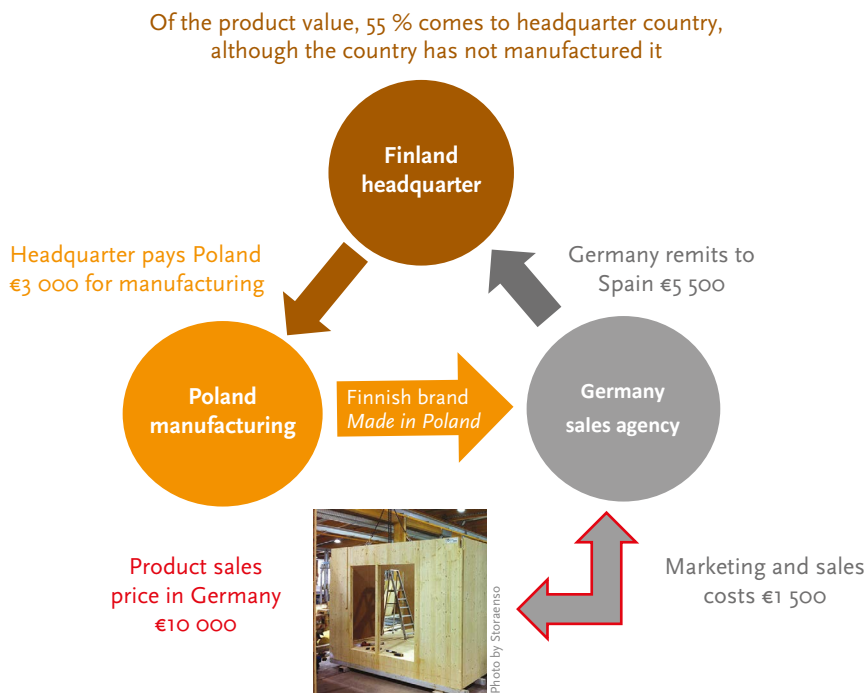 Of the product value, 55 % comes to headquarter country,
although the country has not manufactured it
Finland
headquarter
Headquarter pays Poland
€3 000 for manufacturing
Germany remits to
Spain €5 500
Poland
manufacturing
Finnish brand
Made in Poland
Germany
sales agency
Product sales
price in Germany
€10 000
Photo by Storaenso
Marketing and sales
costs €1 500